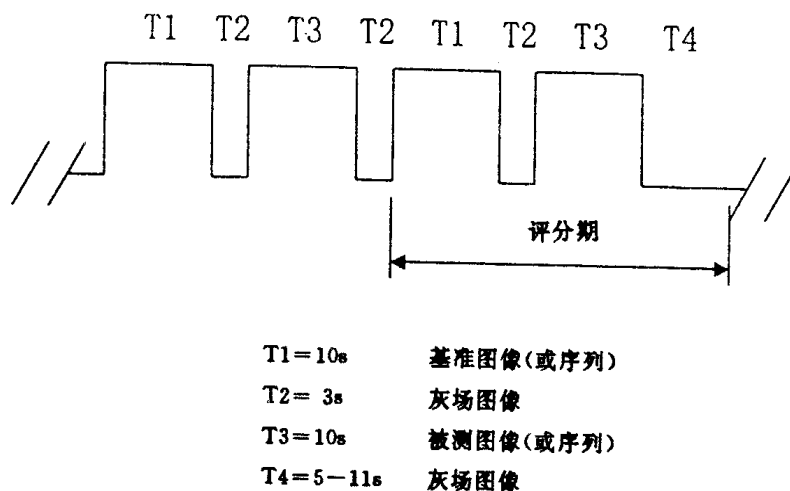 T1 T2 T3 T2 T1 T2 T3 T4
评分期
T1=10s 基准图像(或序列)
T2= 3s 灰场图像
T3=10s 被测图像(或序列)
T4=5-11s 灰场图像